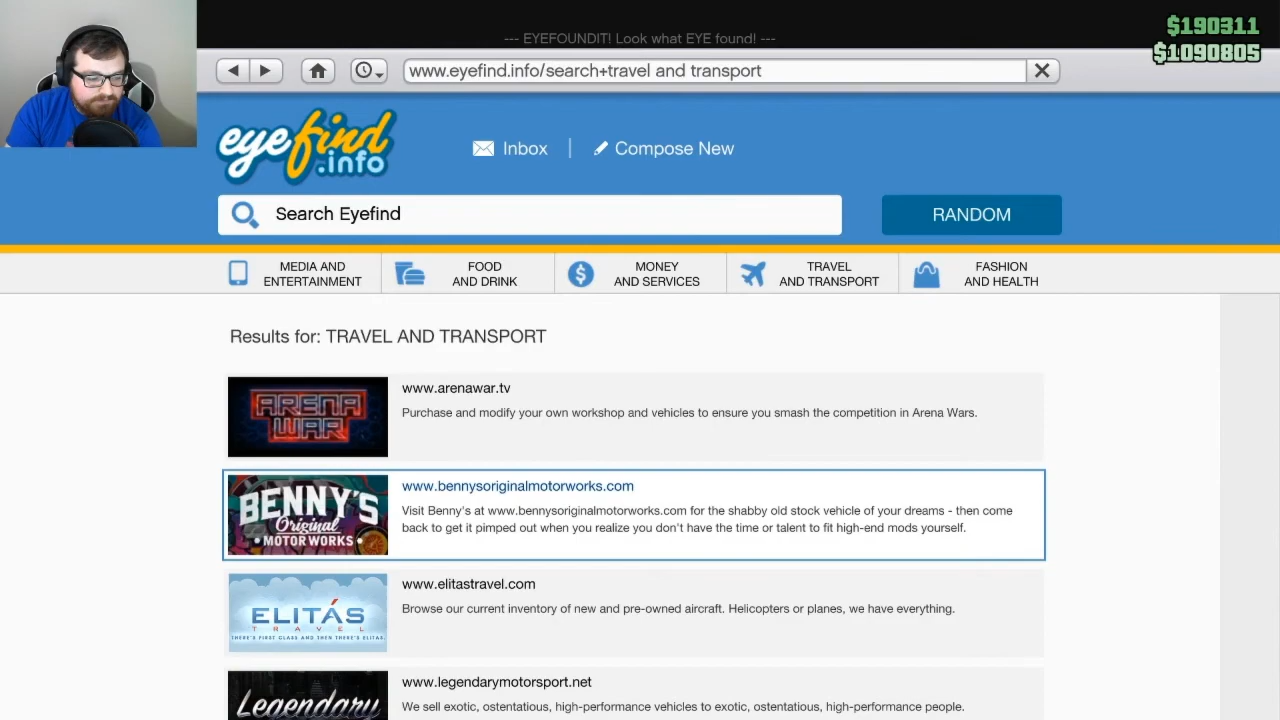 $190311
--- EYEFOUNDIT! Look what EYE found! ---
$1090805
www.eyefind.info/search+travel and transport
eyefind
.info
Inbox
Compose New
Search Eyefind
RANDOM
MEDIA AND
ENTERTAINMENT
FOOD
AND DRINK
MONEY
AND SERVICES
TRAVEL
AND TRANSPORT
FASHION
AND HEALTH
Results for: TRAVEL AND TRANSPORT
ARENA
WAR
www.arenawar.tv
Purchase and modify your own workshop and vehicles to ensure you smash the competition in Arena Wars.
BENNY'S
Original
MOTOR WORKS
www.bennysoriginalmotorworks.com
Visit Benny's at www.bennysoriginalmotorworks.com for the shabby old stock vehicle of your dreams - then come
back to get it pimped out when you realize you don't have the time or talent to fit high-end mods yourself.
ELITÁS
TRAVEL
THERE'S FIRST CLASS AND THEN THERE'S ELITAS
www.elitastravel.com
Browse our current inventory of new and pre-owned aircraft. Helicopters or planes, we have everything.
Legendary
www.legendarymotorsport.net
We sell exotic, ostentatious, high-performance vehicles to exotic, ostentatious, high-performance people.